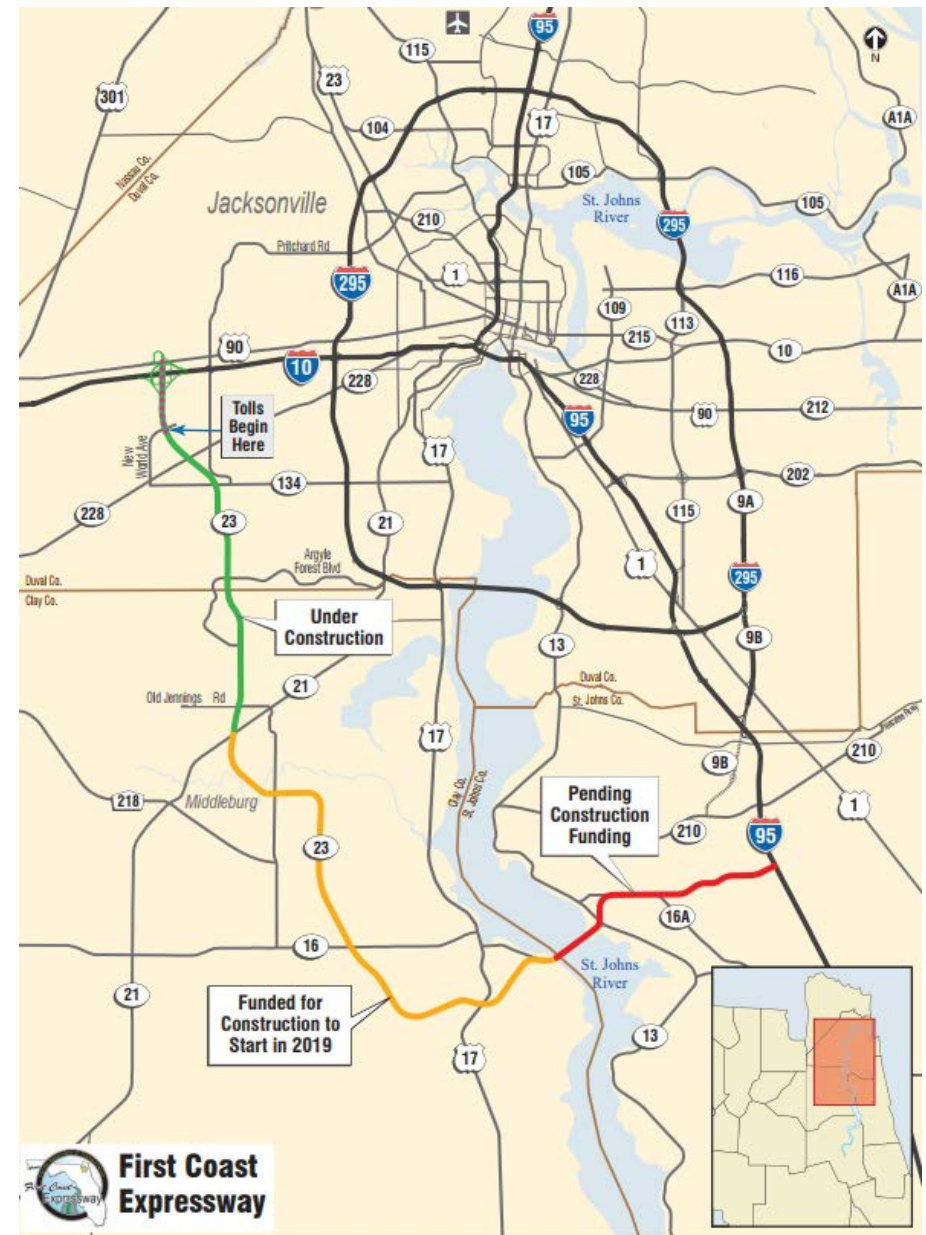 95
115
N
23
301
17
A1A
104
Nassau Co.
Duval Co.
105
Jacksonville
St. Johns
River
105
210
295
Pritchard Rd
1
116
295
A1A
109
90
215
113
10
10
228
228
Tolls
Begin
Here
95
90
212
17
New
World Ave
134
202
9A
228
23
21
115
Argyle
Forest Blvd
1
Duval Co.
Clay Co.
295
Under
Construction
13
9B
21
Duval Co.
St. Johns Co.
Old Jennings Rd
17
210
9B
Clay Co.
St. Johns Co.
218
Middleburg
Pending
Construction
Funding
1
210
95
23
16A
16
St. Johns
River
21
Funded for
Construction to
Start in 2019
13
17
First Coast
Expressway
First Coast
Expressway